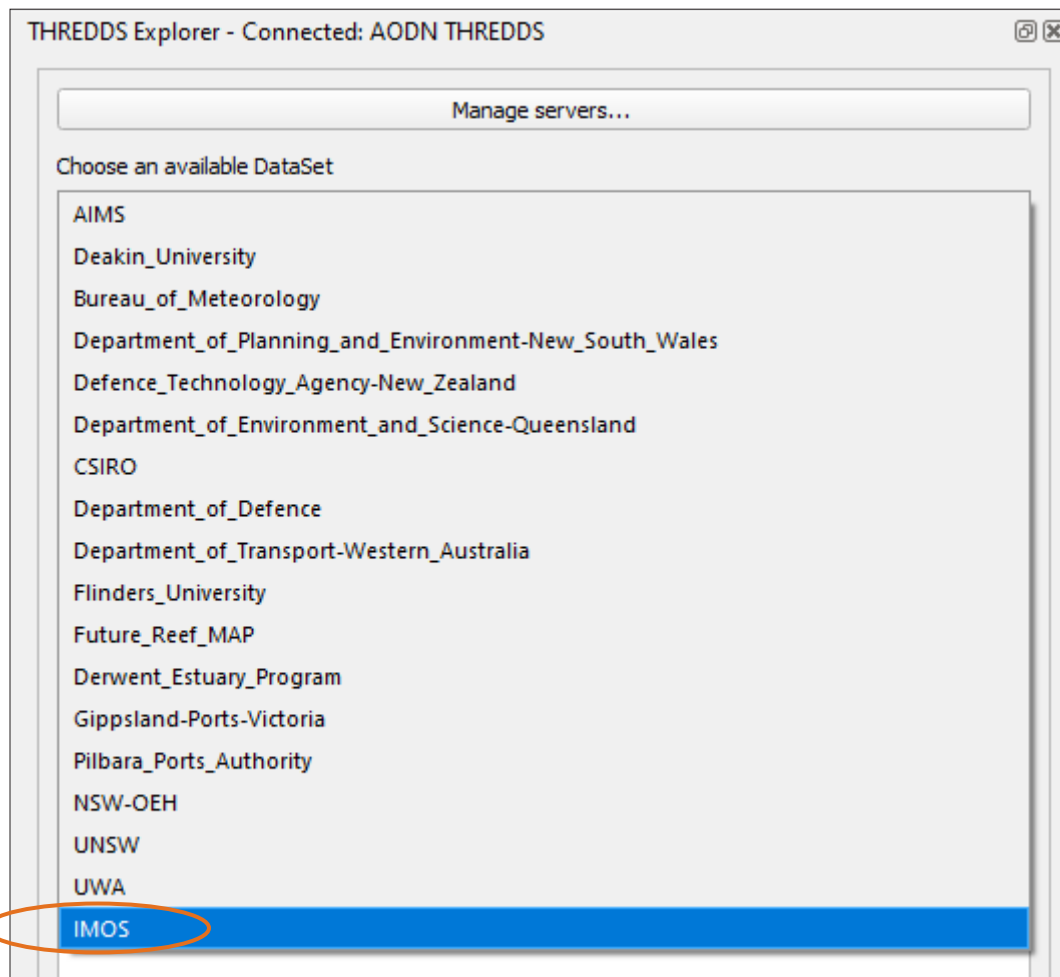 THREDDS Explorer - Connected: AODN THREDDS
Manage servers...
Choose an available DataSet
AIMS
Deakin_University
Bureau_of_Meteorology
Department_of_Planning_and_Environment-New_South_Wales
Defence_Technology_Agency-New_Zealand
Department_of_Environment_and_Science-Queensland
CSIRO
Department_of_Defence
Department_of_Transport-Western_Australia
Flinders_University
Future_Reef_MAP
Derwent_Estuary_Program
Gippsland-Ports-Victoria
Pilbara_Ports_Authority
NSW-OEH
UNSW
UWA
IMOS